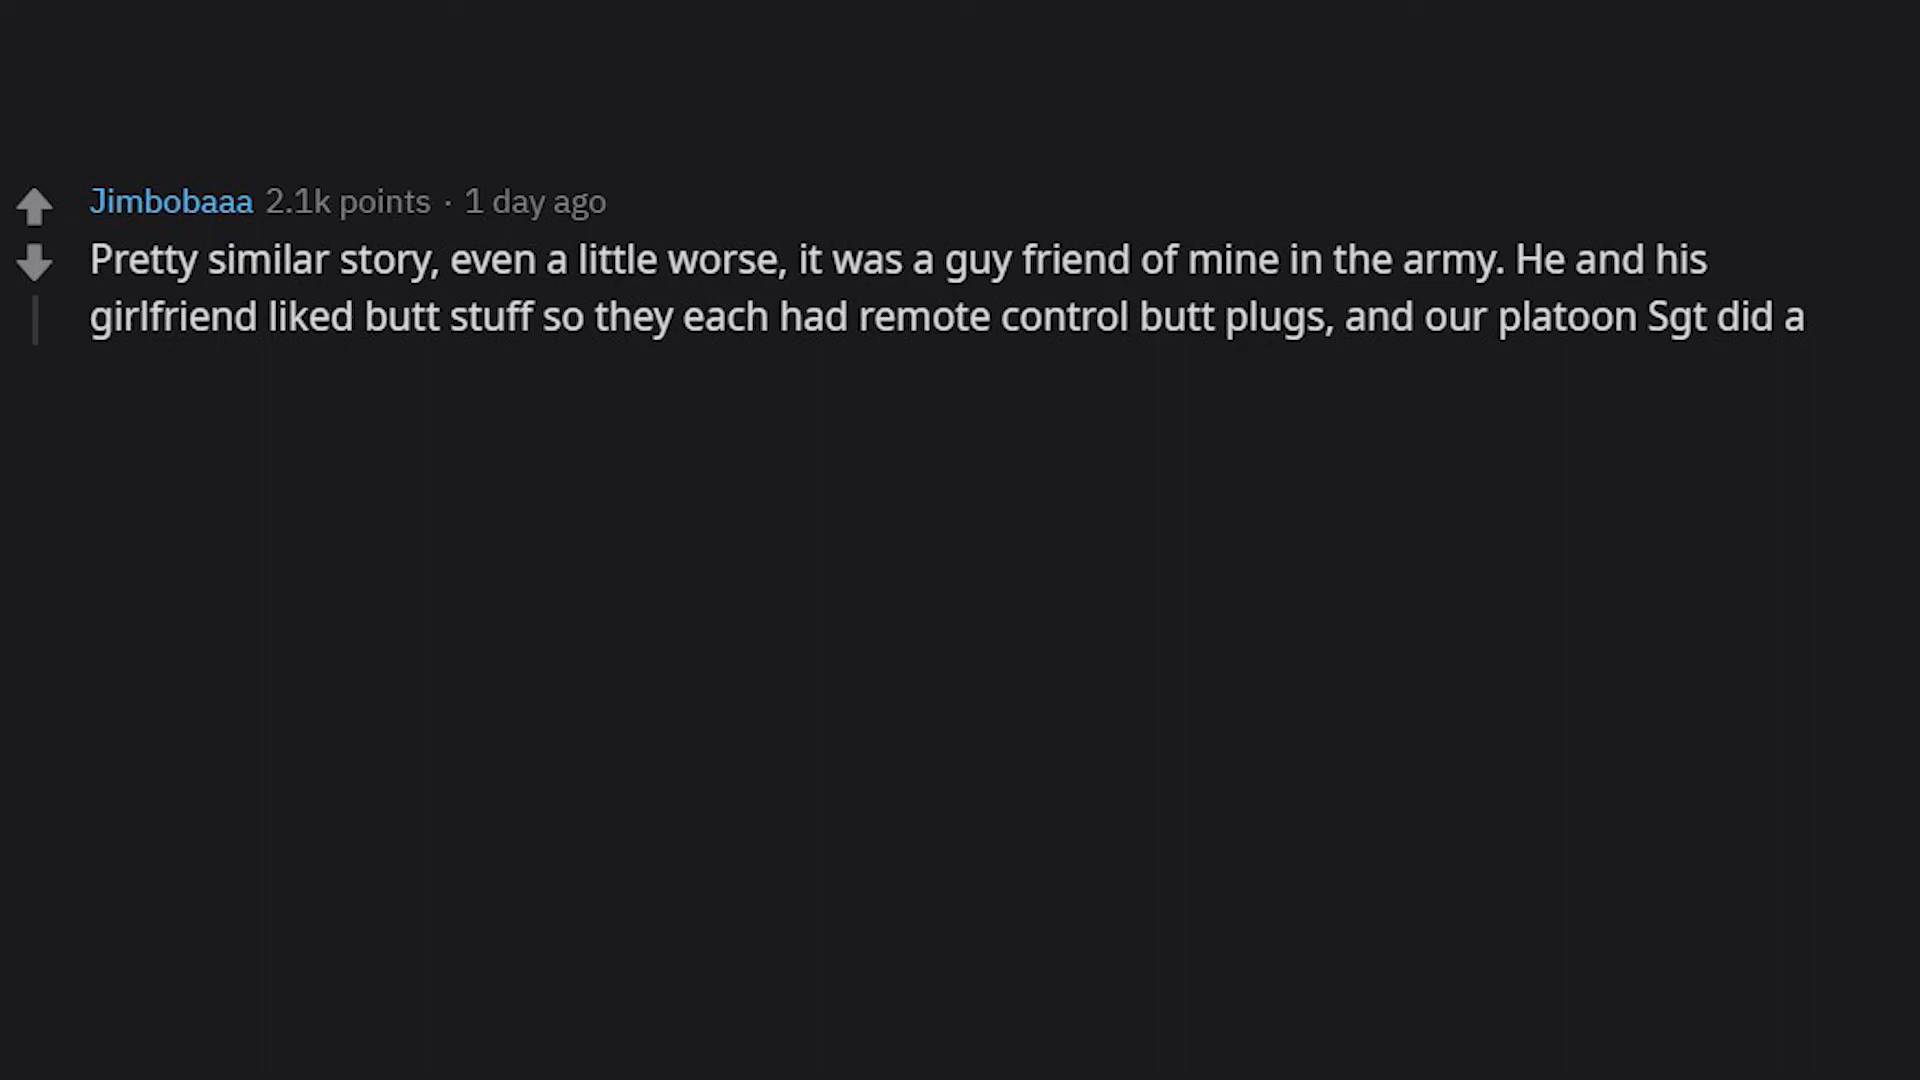 Jimbobaaa 2.1k points · 1 day ago
Pretty similar story, even a little worse, it was a guy friend of mine in the army. He and his
girlfriend liked butt stuff so they each had remote control butt plugs, and our platoon Sgt did a